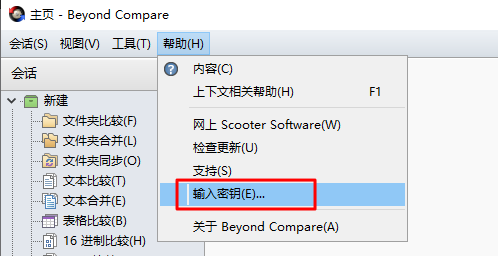 主页 - Beyond Compare
会话(S) 视图(V) 工具(T) 帮助(H)
会话
新建
文件夹比较(F)
文件夹合并(L)
文件夹同步(O)
文本比较(T)
文本合并(E)
表格比较(B)
16 进制比较(H)
内容(C)
上下文相关帮助(H) F1
网上 Scooter Software(W)
检查更新(U)
支持(S)
输入密钥(E)...
关于 Beyond Compare(A)